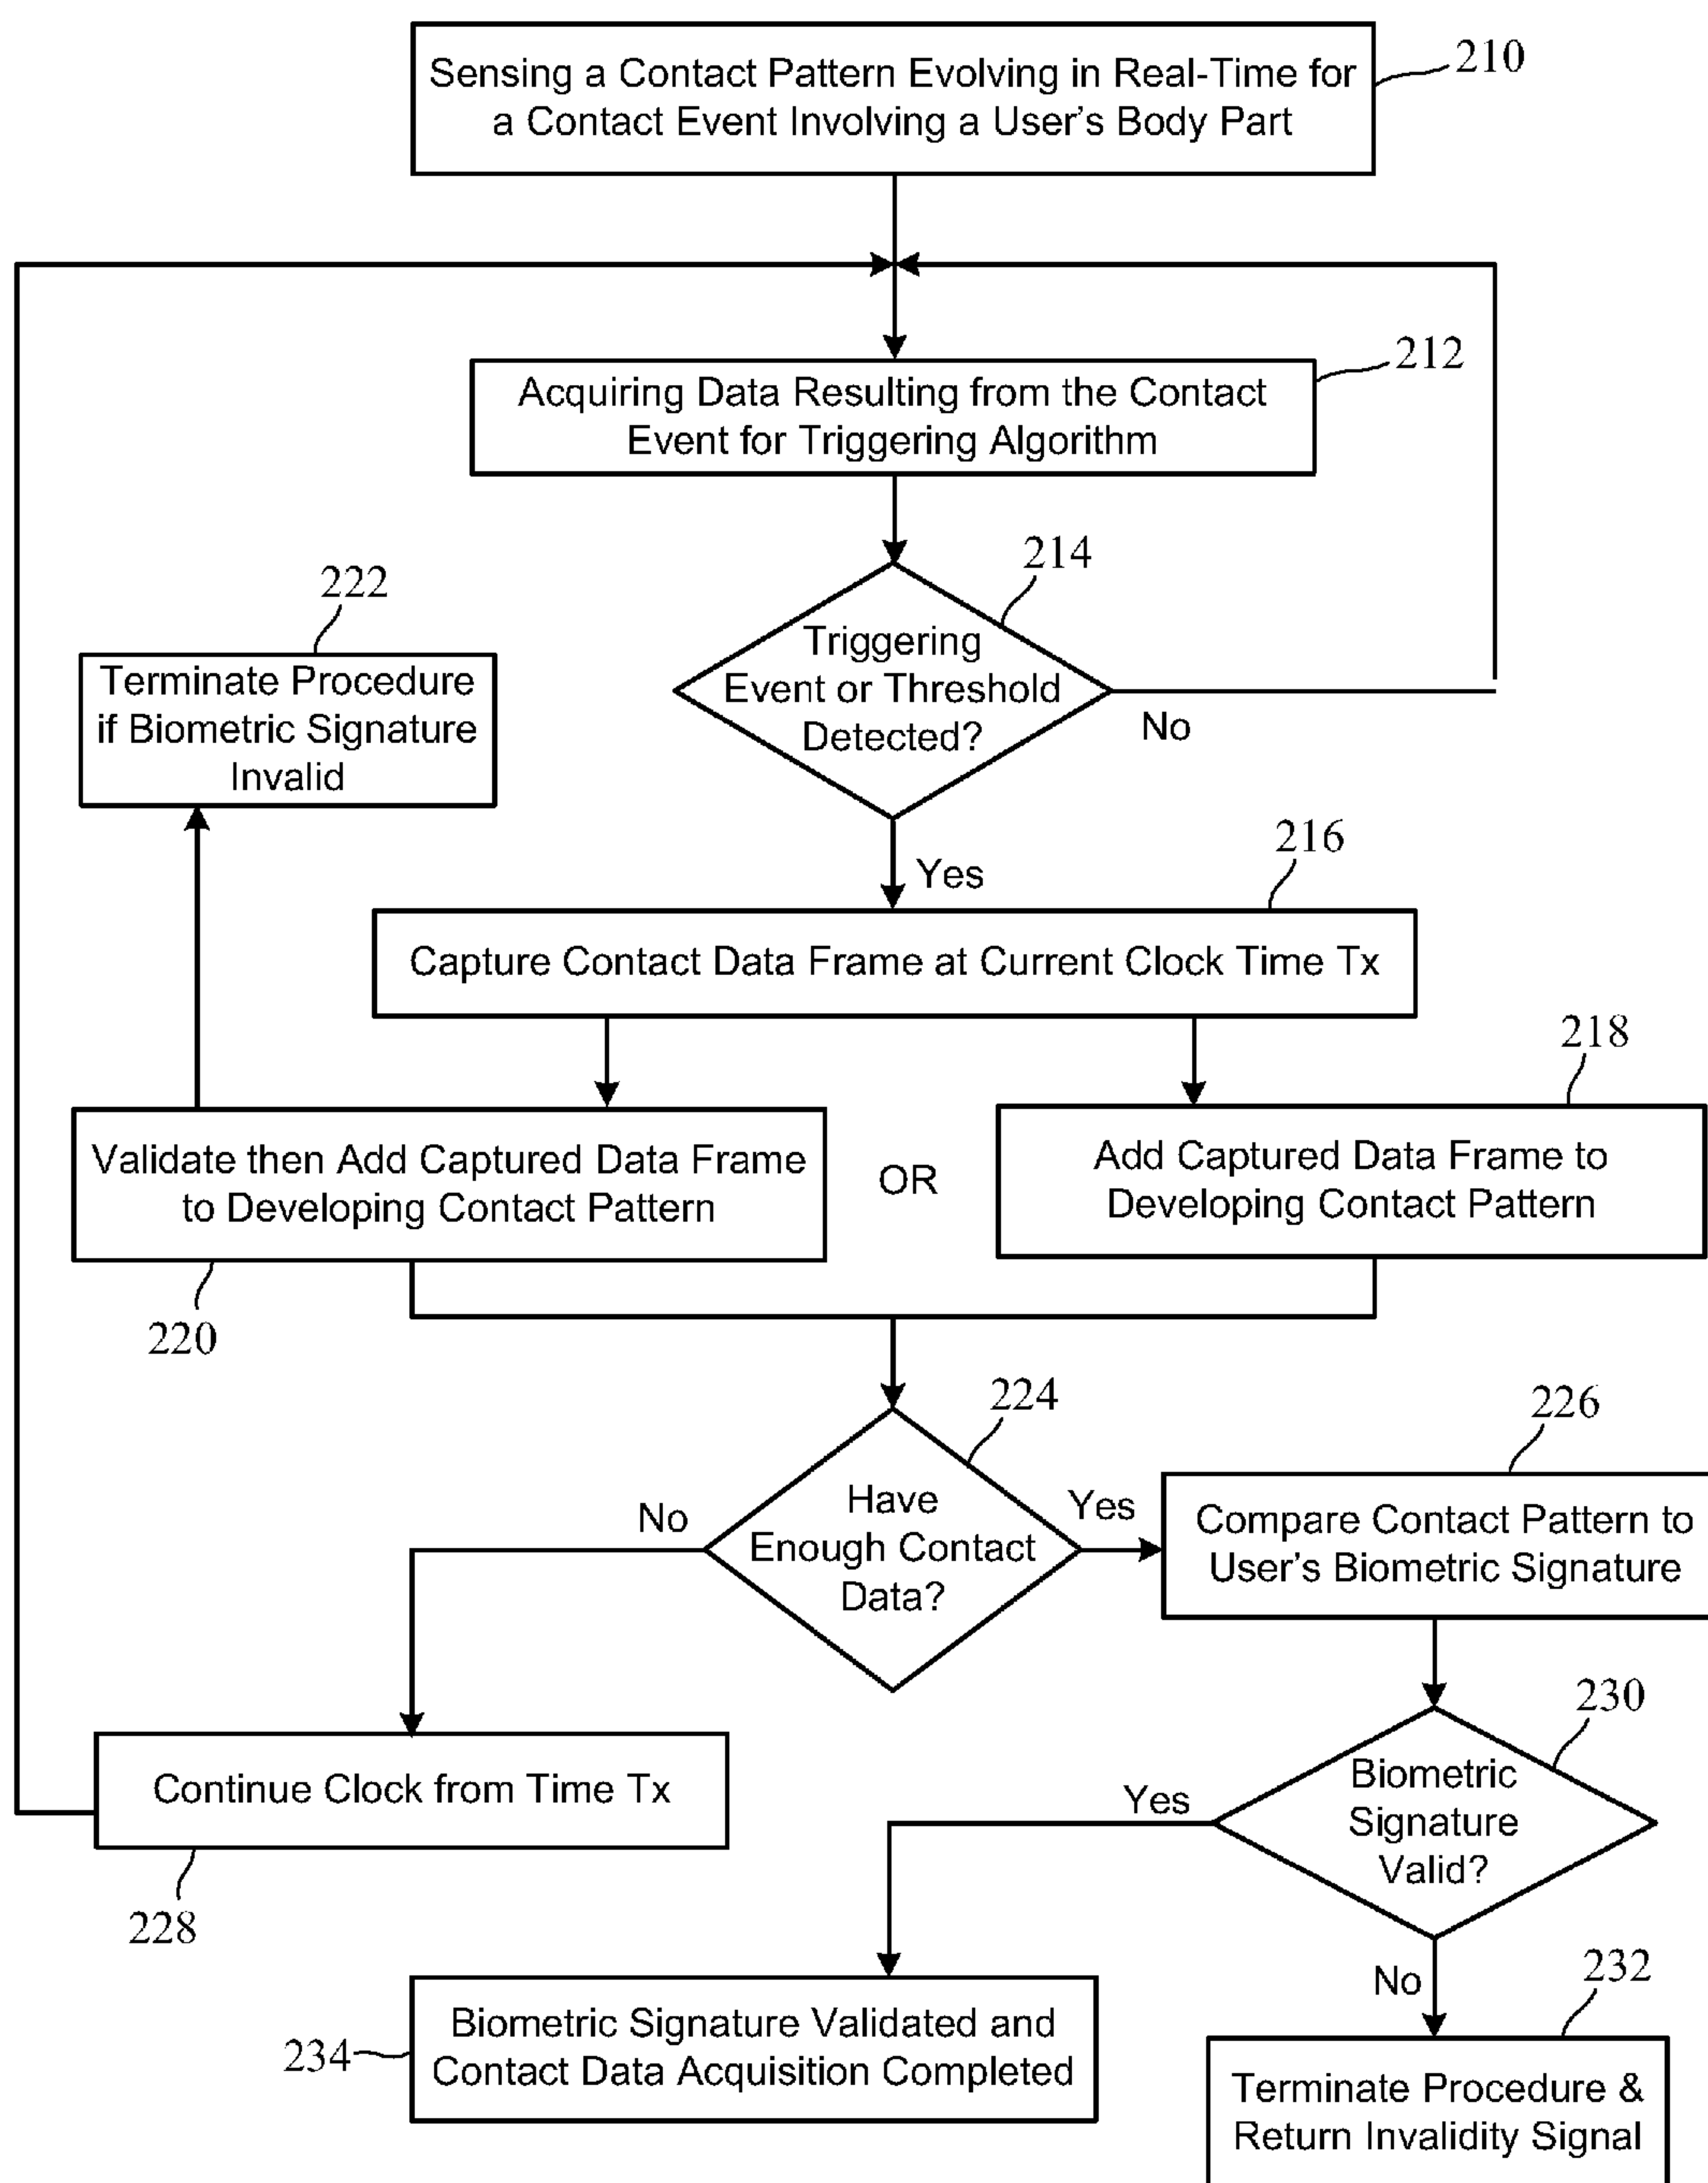 Sensing a Contact Pattern Evolving in Real-Time for
a Contact Event Involving a User's Body Part
210
Acquiring Data Resulting from the Contact
Event for Triggering Algorithm
212
214
Triggering
Event or Threshold
Detected?
No
222
Terminate Procedure
if Biometric Signature
Invalid
Yes
216
Capture Contact Data Frame at Current Clock Time Tx
218
Validate then Add Captured Data Frame
to Developing Contact Pattern
OR
Add Captured Data Frame to
Developing Contact Pattern
220
224
Have
Enough Contact
Data?
No
Yes
226
Compare Contact Pattern to
User's Biometric Signature
Continue Clock from Time Tx
228
230
Biometric
Signature
Valid?
Yes
No
232
234
Biometric Signature Validated and
Contact Data Acquisition Completed
Terminate Procedure &
Return Invalidity Signal